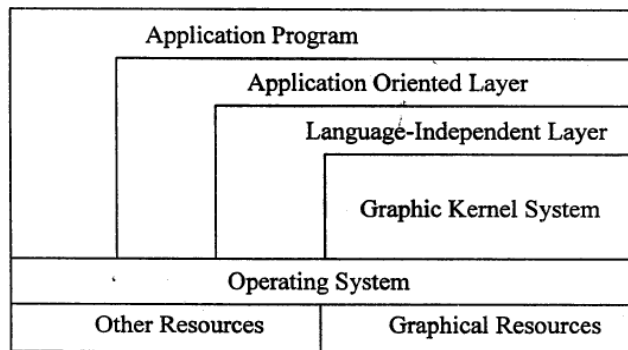 Application Program
Application Oriented Layer
Language-Independent Layer
Graphic Kernel System
Operating System
Other Resources
Graphical Resources